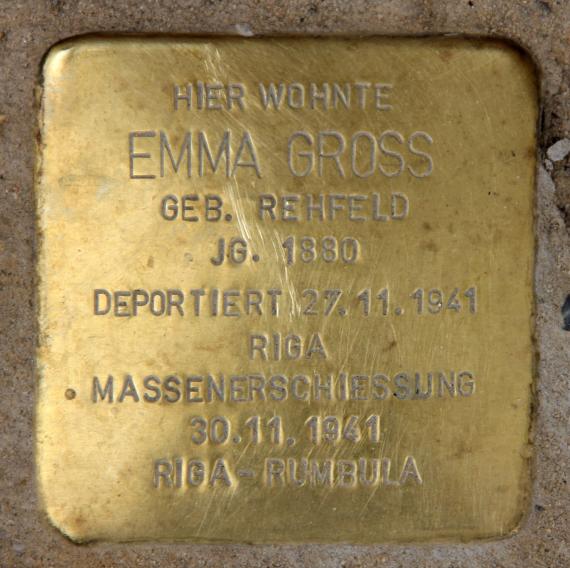 HIER WOHNTE
EMMA GROSS
GEB. REHFELD
JG. 1880
DEPORTIERT 27.11.1941
RIGA
MASSENERSCHIESSUNG
30.11.1941
RIGA-RUMBULA